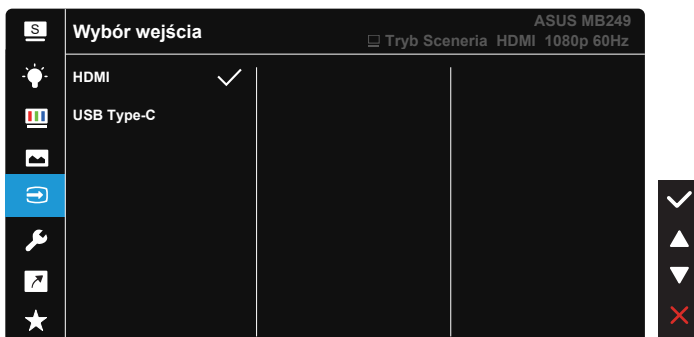 S
Wybór wejścia
ASUS MB249
Tryb Sceneria HDMI 1080p 60Hz
HDMI
USB Type-C